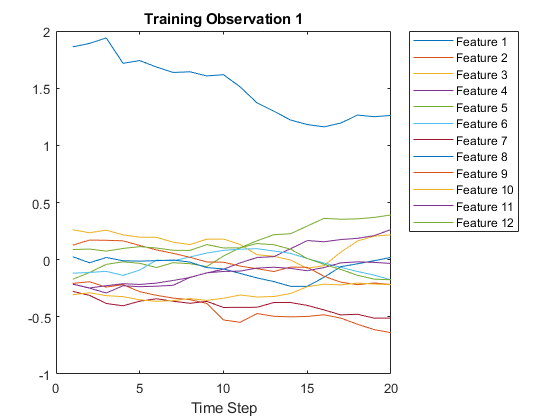 Training Observation 1
2
1.5
1
0.5
0
-0.5
-1
0
5
10
15
20
Time Step
Feature 1
Feature 2
Feature 3
Feature 4
Feature 5
Feature 6
Feature 7
Feature 8
Feature 9
Feature 10
Feature 11
Feature 12